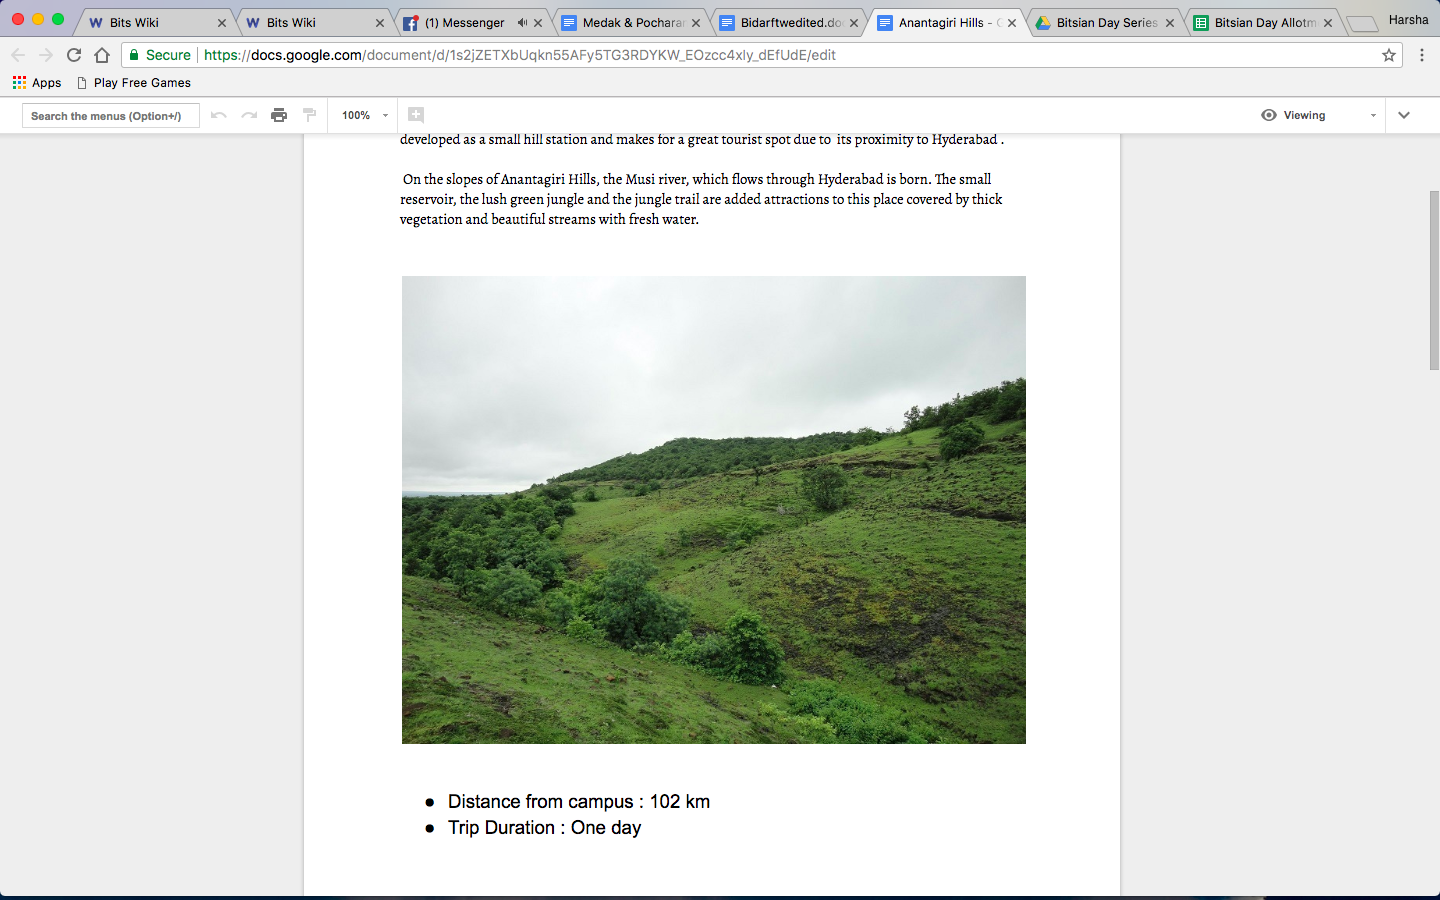 Bits Wiki
Bits Wiki
(1) Messenger
Medak & Pocharam
Bidarftwedited.do
Anantagiri Hills - G
Bitsian Day Series
Bitsian Day Allotm
Harsha
Secure https://docs.google.com/document/d/1s2jZETXbUqkn55AFy5TG3RDYKW_EOzcc4xly_dEfUdE/edit
Apps Play Free Games
Search the menus (Option+/) 100% Viewing
developed as a small hill station and makes for a great tourist spot due to its proximity to Hyderabad .
On the slopes of Anantagiri Hills, the Musi river, which flows through Hyderabad is born. The small
reservoir, the lush green jungle and the jungle trail are added attractions to this place covered by thick
vegetation and beautiful streams with fresh water.
● Distance from campus : 102 km
● Trip Duration : One day